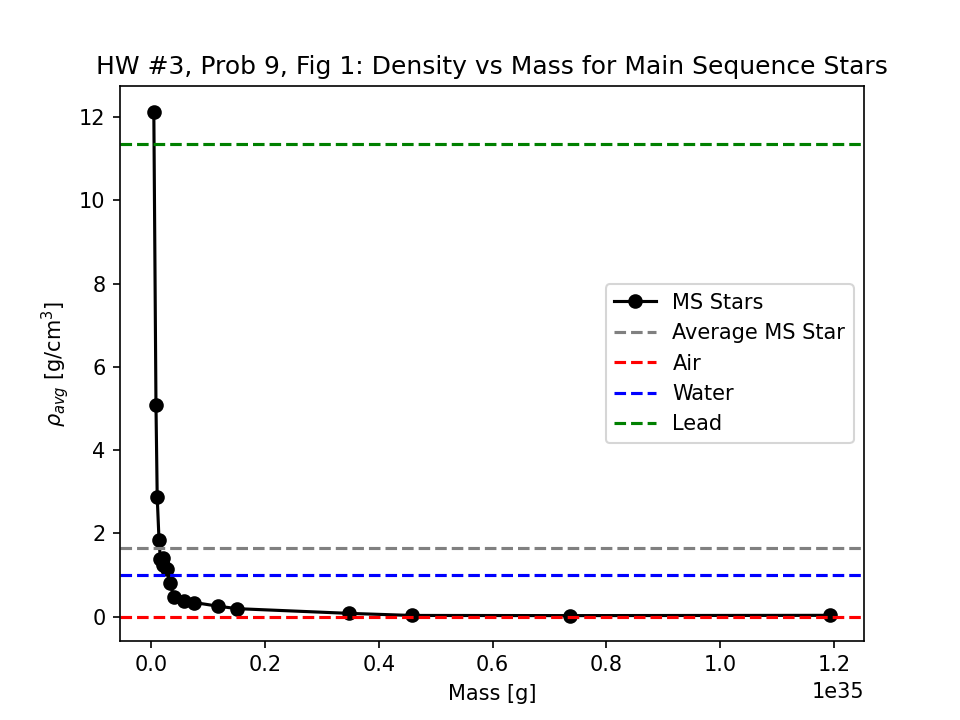 HW #3, Prob 9, Fig 1: Density vs Mass for Main Sequence Stars
12
10
8
6
4
2
0
ρavg [g/cm³]
MS Stars
Average MS Star
Air
Water
Lead
0.0 0.2 0.4 0.6 0.8 1.0 1.2
1e35
Mass [g]